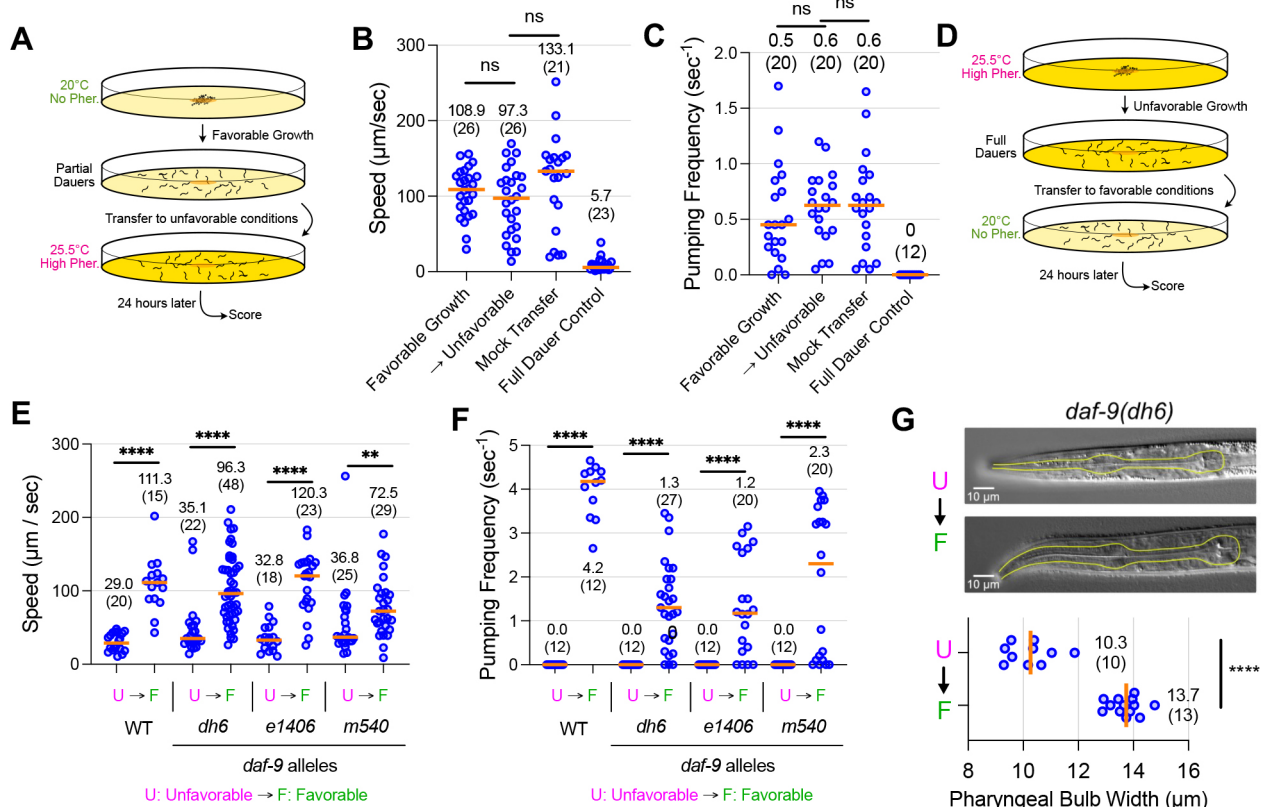 A
20°C
No Pher.
Favorable Growth
Partial
Dauers
Transfer to unfavorable conditions
25.5°C
High Pher.
24 hours later
Score
B
ns
ns
133.1
(21)
108.9
(26)
97.3
(26)
5.7
(23)
300
200
100
0
Speed (µm/sec)
Favorable Growth
→ Unfavorable
Mock Transfer
Full Dauer Control
C
ns
ns
0.5
(20)
0.6
(20)
0.6
(20)
0
(12)
2.0
1.5
1.0
0.5
0.0
Pumping Frequency (sec-1)
Favorable Growth
→ Unfavorable
Mock Transfer
Full Dauer Control
D
25.5°C
High Pher.
Unfavorable Growth
Full
Dauers
Transfer to favorable conditions
20°C
No Pher.
24 hours later
Score
E
300
200
100
0
Speed (µm / sec)
****
****
****
**
29.0
(20)
111.3
(15)
35.1
(22)
96.3
(48)
32.8
(18)
120.3
(23)
36.8
(25)
72.5
(29)
U → F
U → F
U → F
U → F
WT
dh6
e1406
m540
daf-9 alleles
U: Unfavorable → F: Favorable
F
5
4
3
2
1
0
Pumping Frequency (sec-1)
****
****
****
****
0.0
(12)
4.2
(12)
0.0
(12)
1.3
(27)
0
0.0
(12)
1.2
(20)
0.0
(12)
2.3
(20)
U → F
U → F
U → F
U → F
WT
dh6
e1406
m540
daf-9 alleles
U: Unfavorable → F: Favorable
G
daf-9(dh6)
U
F
10 µm
10 µm
U
F
10.3
(10)
13.7
(13)
****
8
10
12
14
16
Pharyngeal Bulb Width (µm)